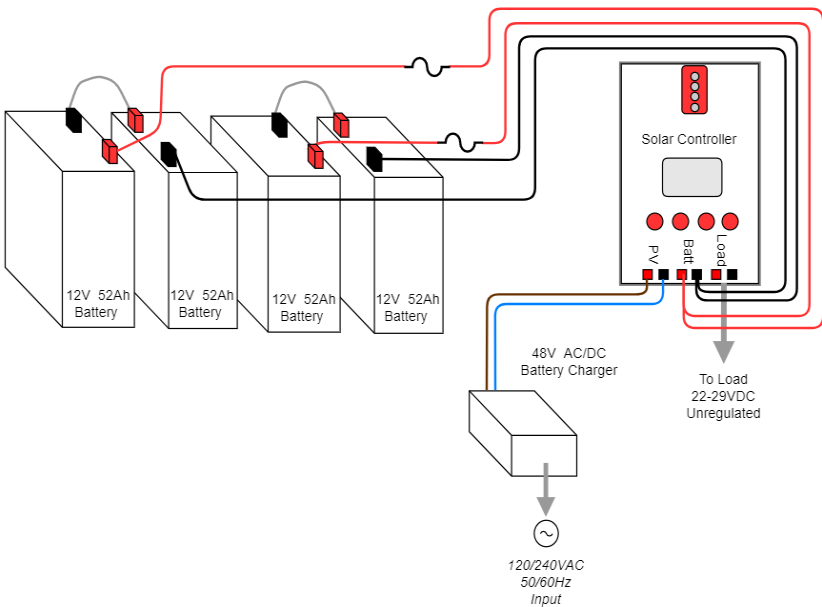 Solar Controller
PV
Batt
Load
12V 52Ah
Battery
12V 52Ah
Battery
12V 52Ah
Battery
12V 52Ah
Battery
48V AC/DC
Battery Charger
To Load
22-29VDC
Unregulated
120/240VAC
50/60Hz
Input